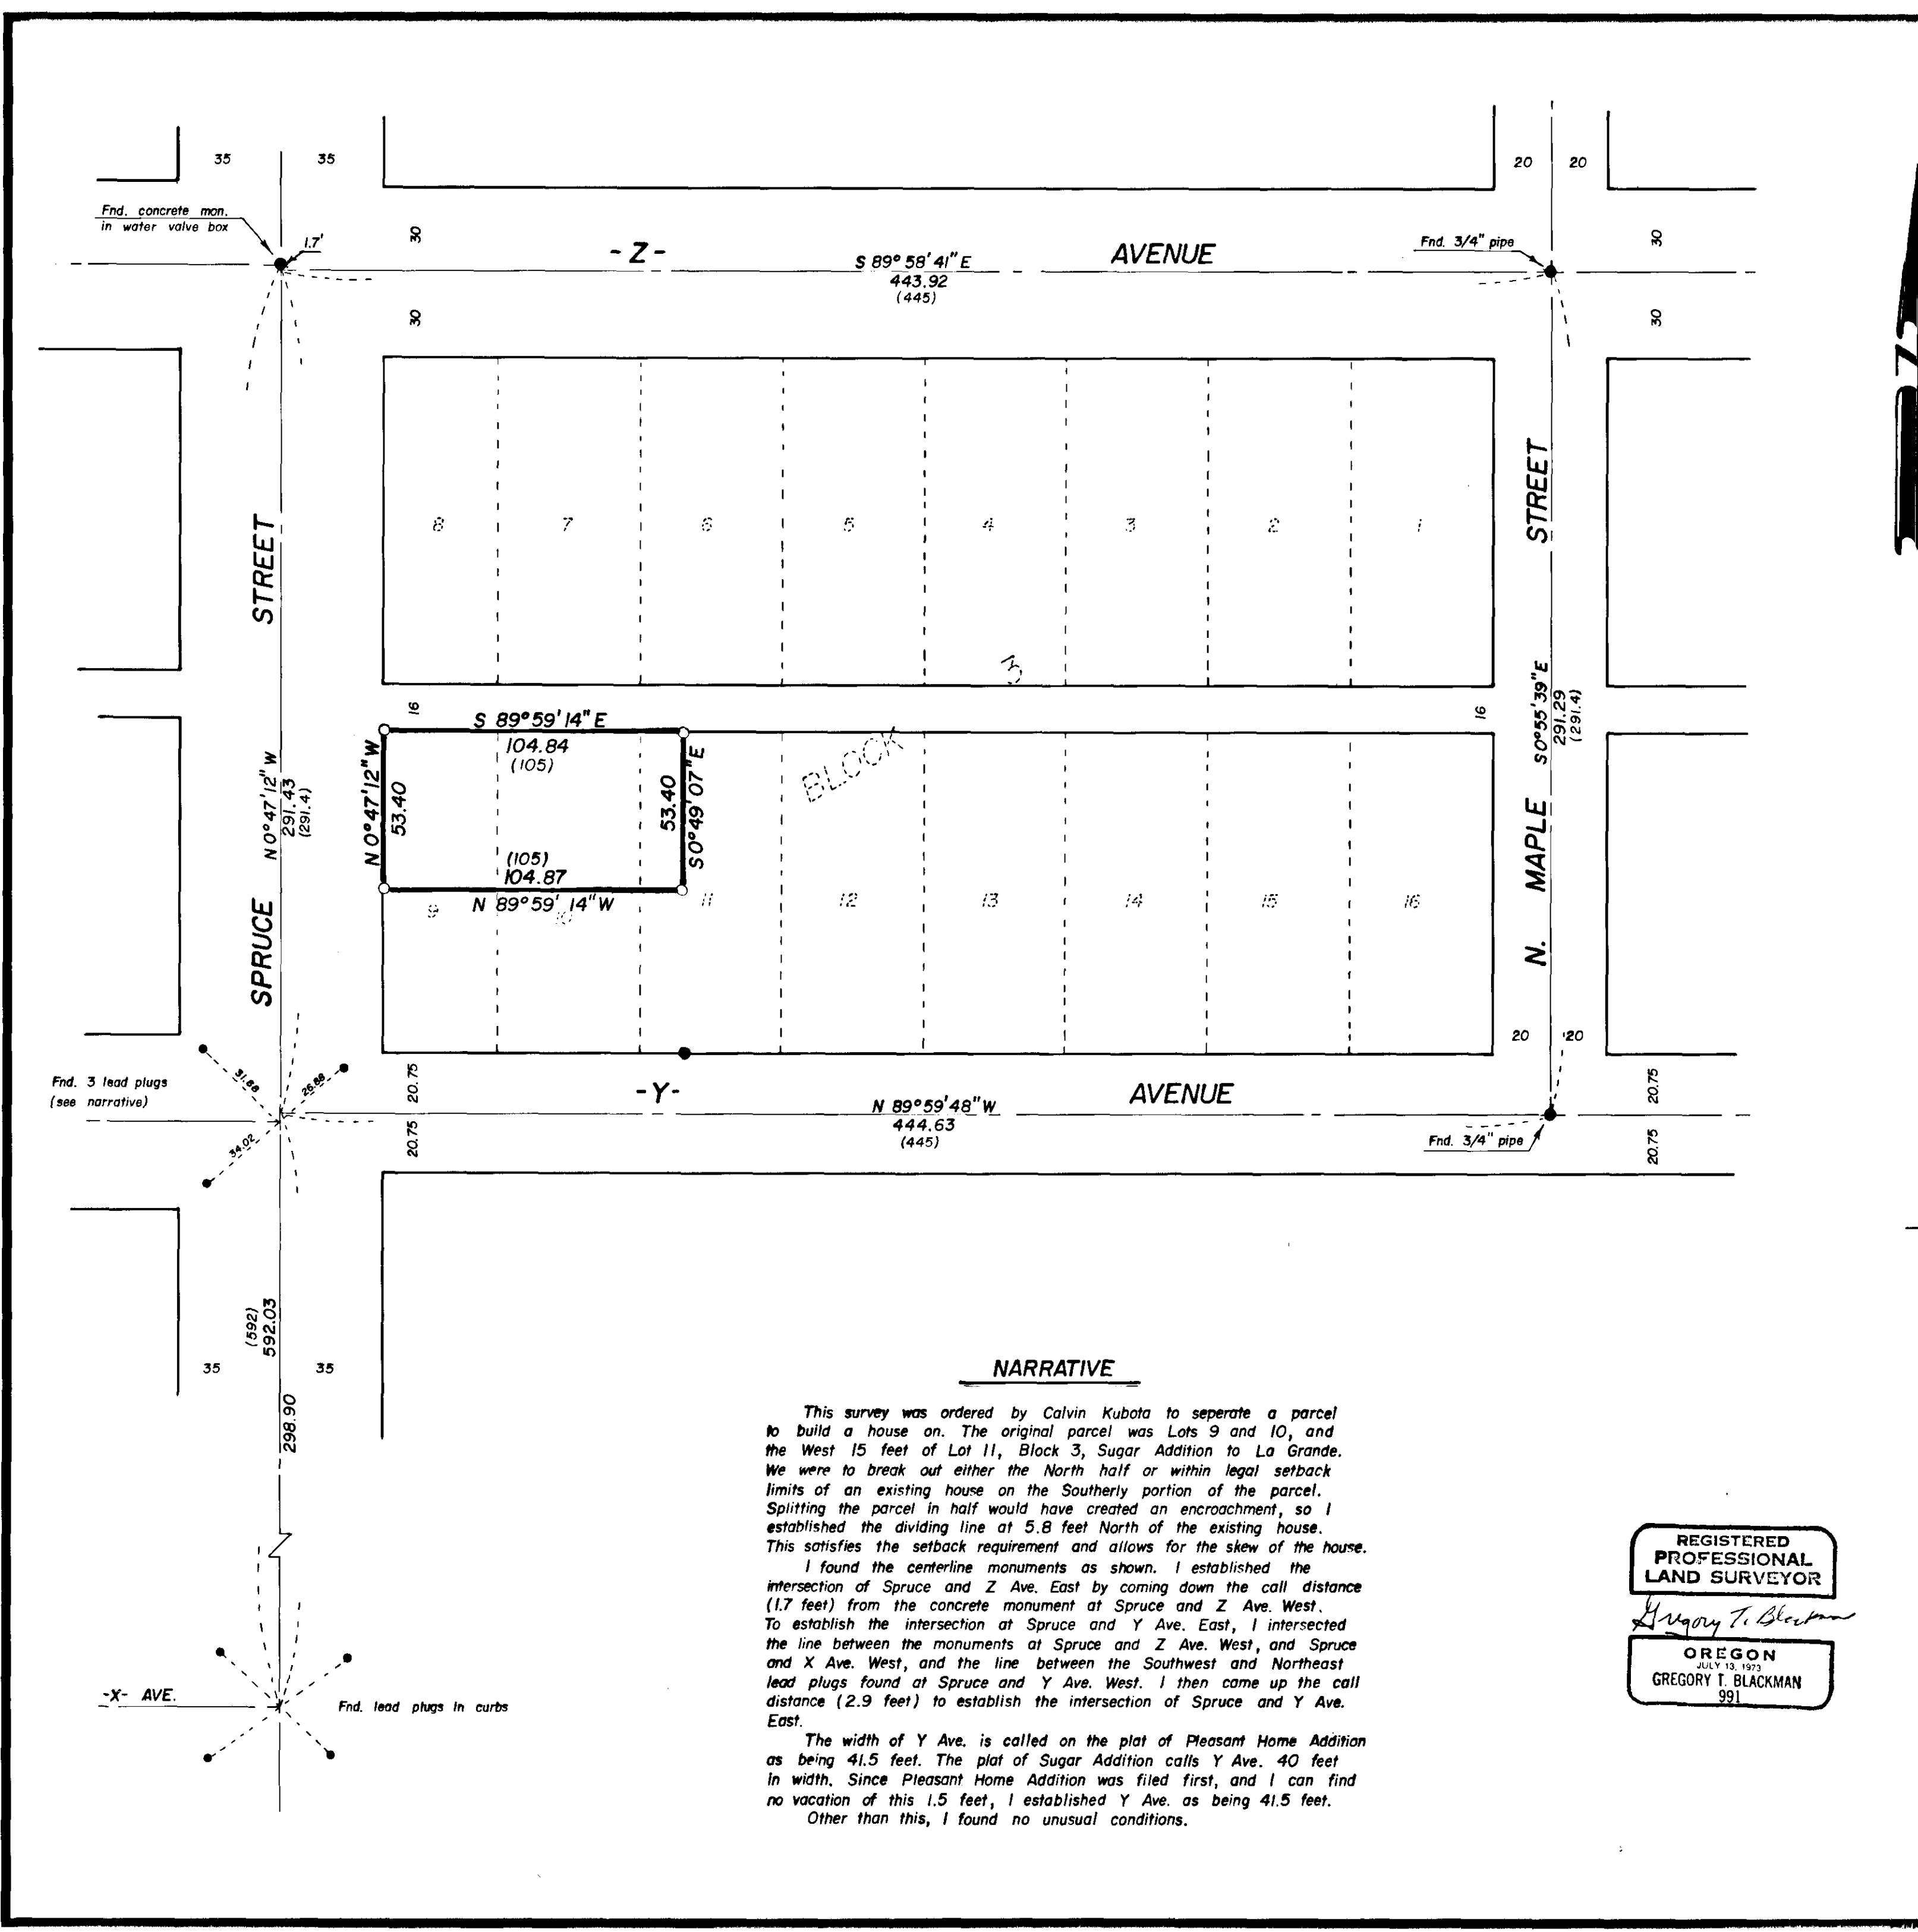 35 35
20 20
Fnd. concrete mon.
in water valve box
1.7'
30
- Z - AVENUE
S 89° 58' 41" E
443.92
(445)
Fnd. 3/4" pipe
30
30
30
8 7 6 5 4 3 2 1
SPRUCE STREET
N 0° 47' 12" W
291.43
(291.4)
N. MAPLE STREET
S 0° 55' 39" E
291.29
(291.4)
BLOCK 3
16
16
S 89° 59' 14" E
104.84
(105)
N 0° 47' 12" W
53.40
53.40
S 0° 49' 07" E
(105)
104.87
N 89° 59' 14" W
9 10 11 12 13 14 15 16
20 20
Fnd. 3 lead plugs
(see narrative)
31.88
26.88
34.02
20.75
20.75
- Y - AVENUE
N 89° 59' 48" W
444.63
(445)
Fnd. 3/4" pipe
20.75
20.75
(592)
592.03
35 35
298.90
-X- AVE.
Fnd. lead plugs in curbs
NARRATIVE
This survey was ordered by Calvin Kubota to seperate a parcel
to build a house on. The original parcel was Lots 9 and 10, and
the West 15 feet of Lot 11, Block 3, Sugar Addition to La Grande.
We were to break out either the North half or within legal setback
limits of an existing house on the Southerly portion of the parcel.
Splitting the parcel in half would have created an encroachment, so I
established the dividing line at 5.8 feet North of the existing house.
This satisfies the setback requirement and allows for the skew of the house.
I found the centerline monuments as shown. I established the
intersection of Spruce and Z Ave. East by coming down the call distance
(1.7 feet) from the concrete monument at Spruce and Z Ave. West.
To establish the intersection at Spruce and Y Ave. East, I intersected
the line between the monuments at Spruce and Z Ave. West, and Spruce
and X Ave. West, and the line between the Southwest and Northeast
lead plugs found at Spruce and Y Ave. West. I then came up the call
distance (2.9 feet) to establish the intersection of Spruce and Y Ave.
East.
The width of Y Ave. is called on the plat of Pleasant Home Addition
as being 41.5 feet. The plat of Sugar Addition calls Y Ave. 40 feet
in width. Since Pleasant Home Addition was filed first, and I can find
no vacation of this 1.5 feet, I established Y Ave. as being 41.5 feet.
Other than this, I found no unusual conditions.
REGISTERED
PROFESSIONAL
LAND SURVEYOR
Gregory T. Blackman
OREGON
JULY 13, 1973
GREGORY T. BLACKMAN
991